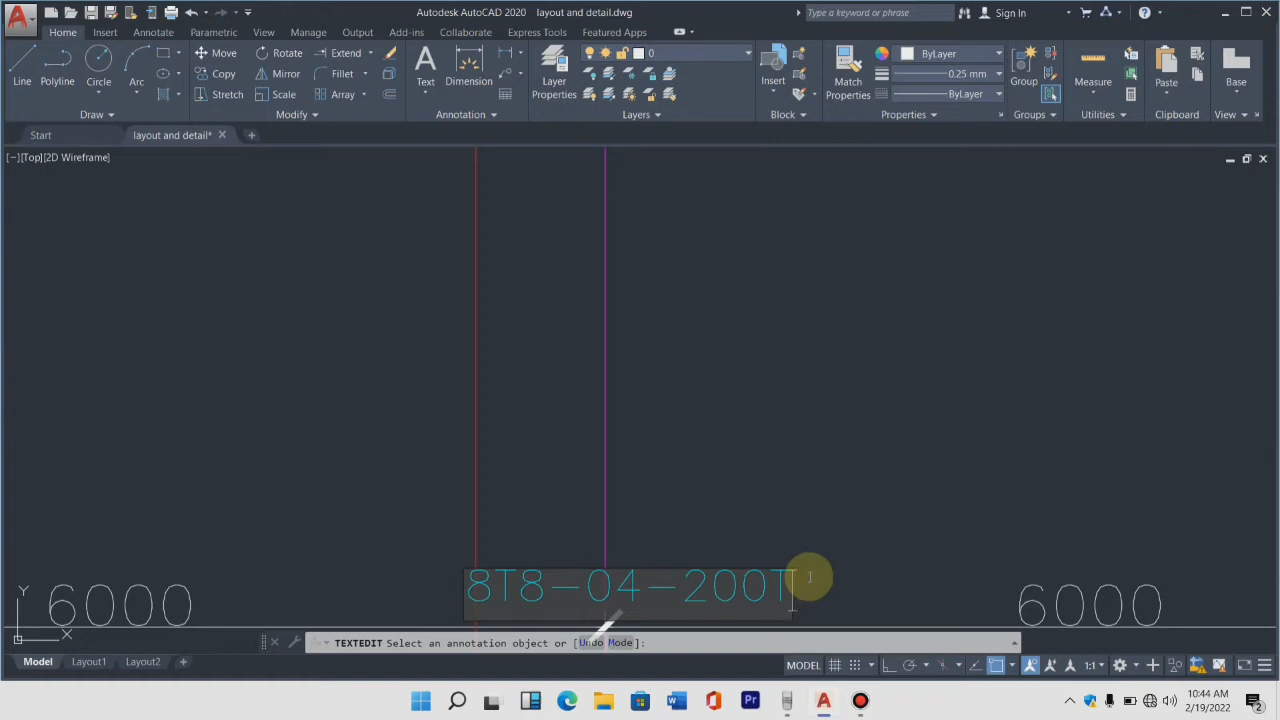 Autodesk AutoCAD 2020 layout and detail.dwg
Type a keyword or phrase
Sign In
Home Insert Annotate Parametric View Manage Output Add-ins Collaborate Express Tools Featured Apps
Line Polyline Circle Arc
Move Rotate Extend
Copy Mirror Fillet
Stretch Scale Array
Text Dimension
Layer
Properties
0
Insert
Match
Properties
ByLayer
0.25 mm
ByLayer
Group
Measure
Paste
Base
Draw Modify Annotation Layers Block Properties Groups Utilities Clipboard View
Start layout and detail*
[−][Top][2D Wireframe]
8T8-04-200T
Y
6000
X
6000
TEXTEDIT Select an annotation object or [Undo Mode]:
Model Layout1 Layout2
MODEL 1:1
10:44 AM
2/19/2022
2